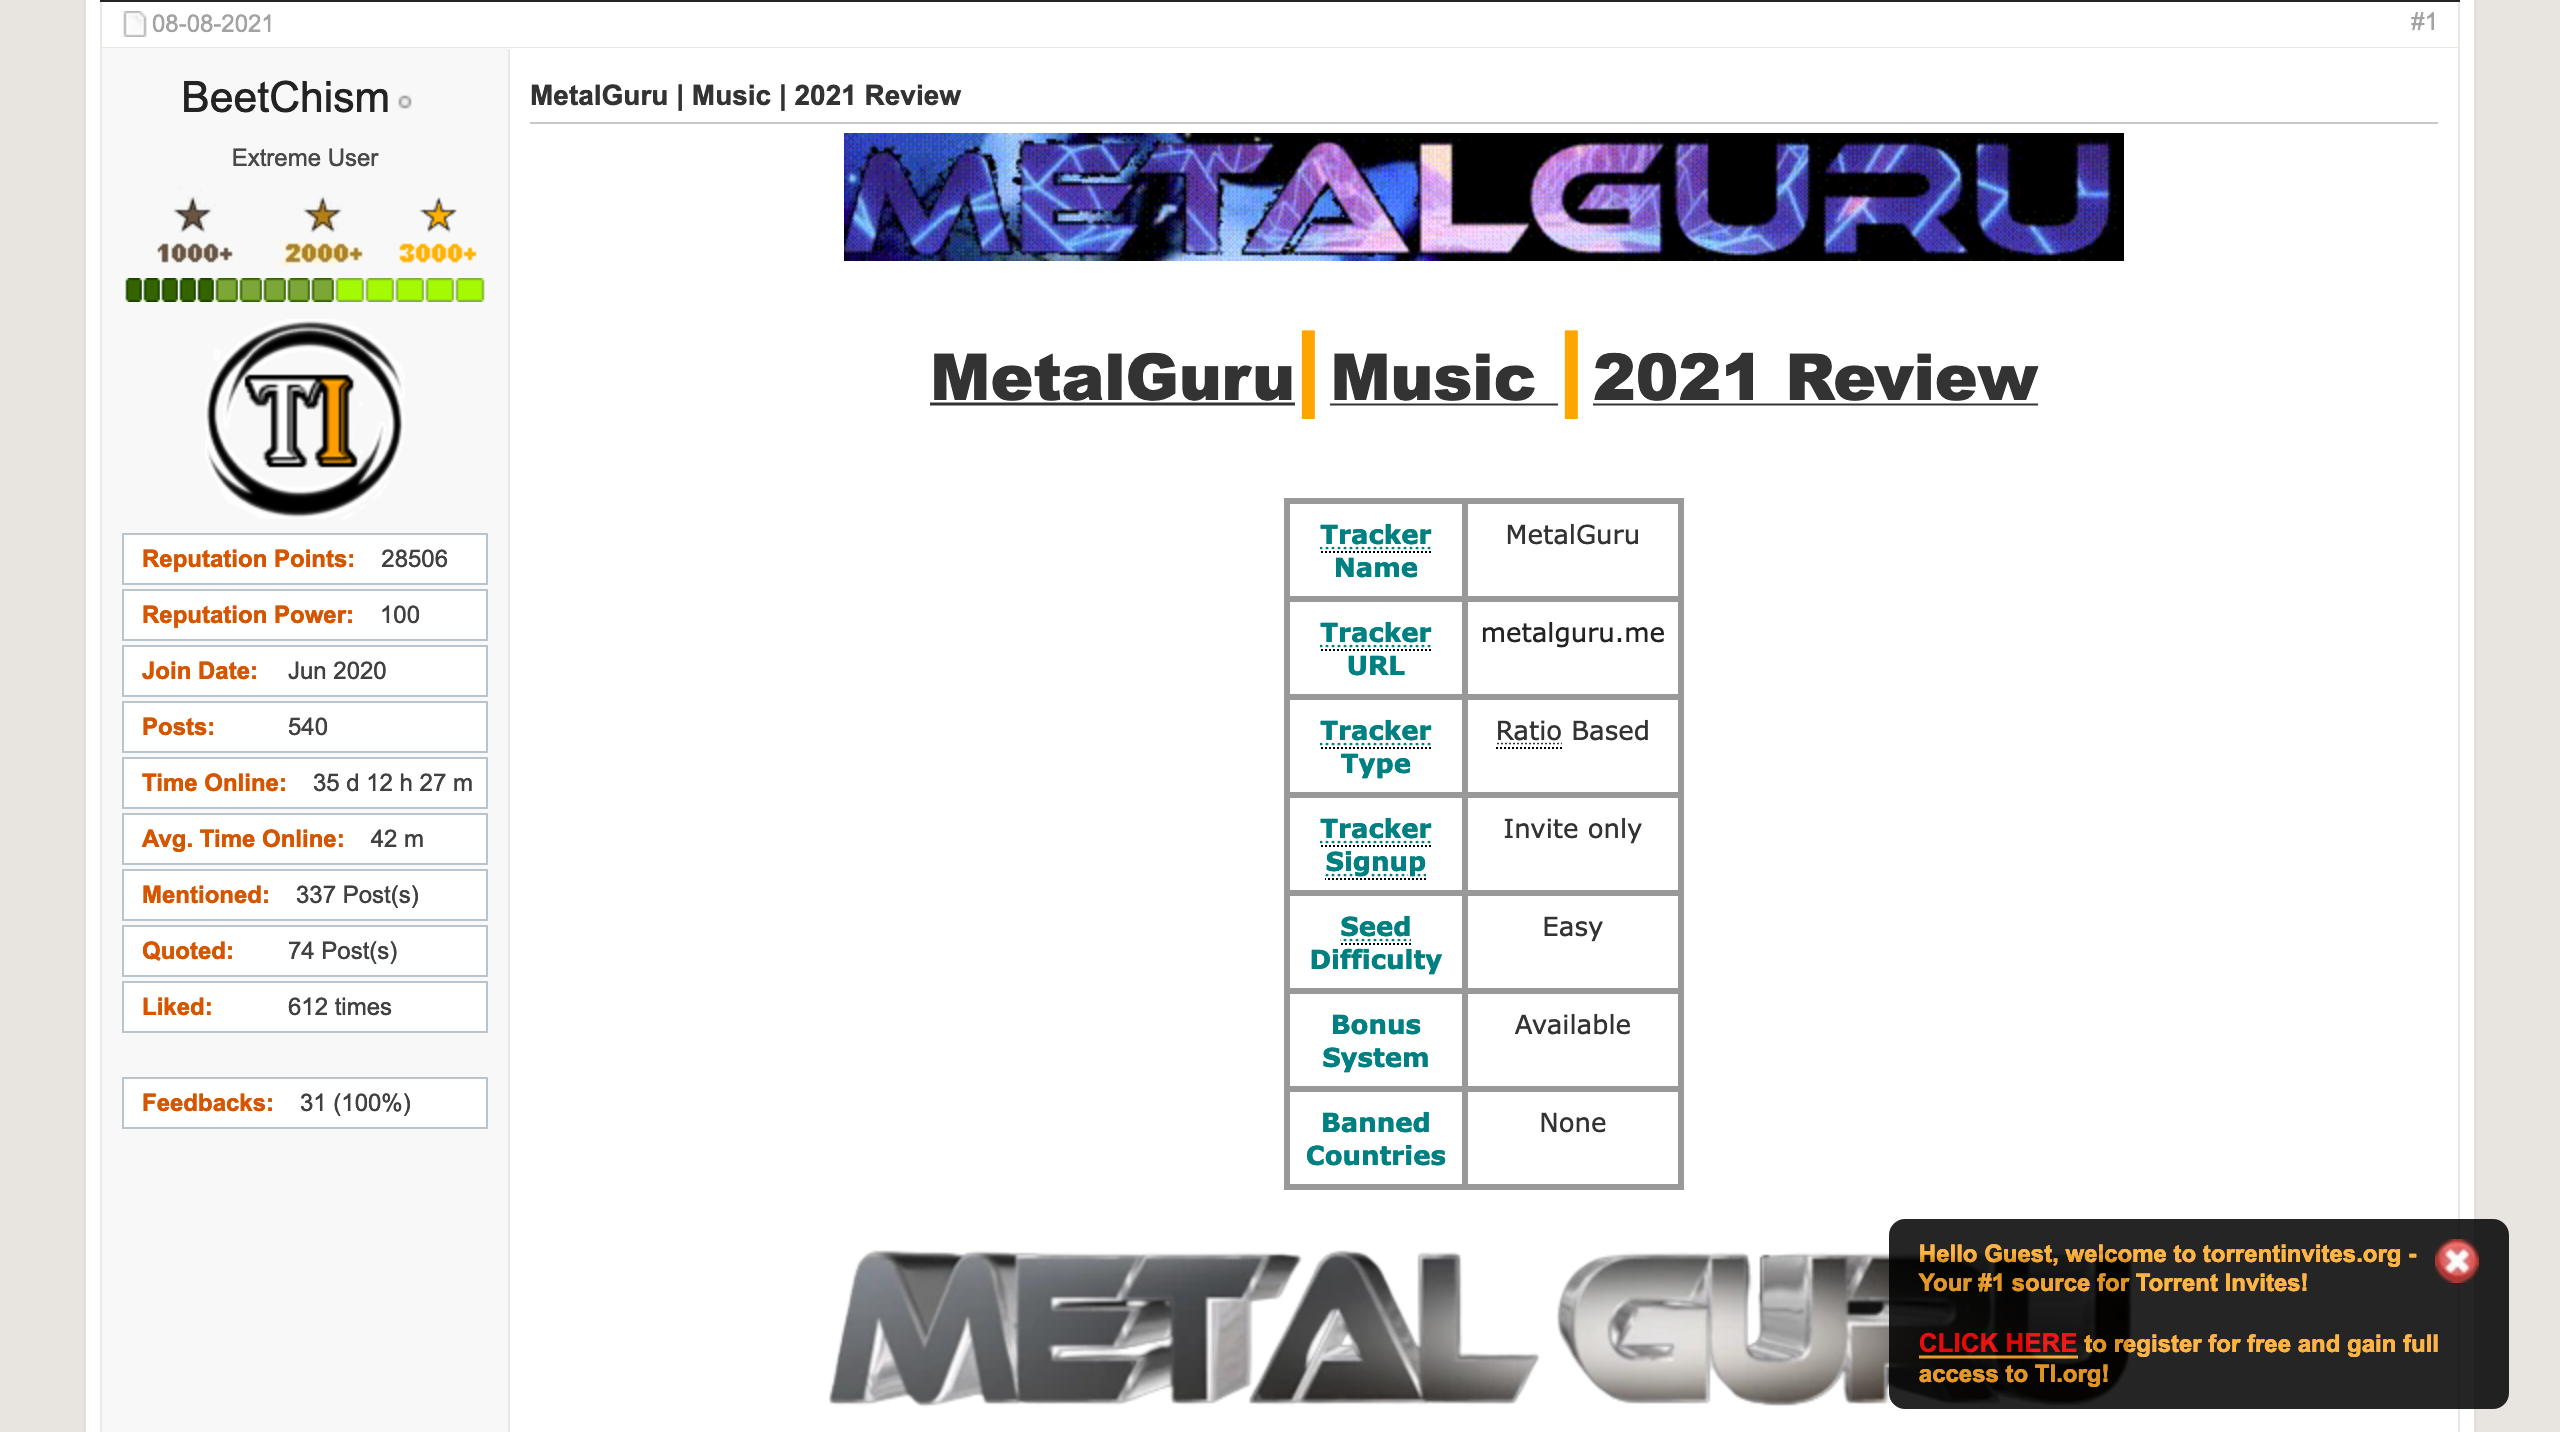 08-08-2021
#1
BeetChism
Extreme User
1000+ 2000+ 3000+
TI
Reputation Points: 28506
Reputation Power: 100
Join Date: Jun 2020
Posts: 540
Time Online: 35 d 12 h 27 m
Avg. Time Online: 42 m
Mentioned: 337 Post(s)
Quoted: 74 Post(s)
Liked: 612 times
Feedbacks: 31 (100%)
MetalGuru | Music | 2021 Review
METALGURU
MetalGuru| Music |2021 Review
Tracker
Name
MetalGuru
Tracker
URL
metalguru.me
Tracker
Type
Ratio Based
Tracker
Signup
Invite only
Seed
Difficulty
Easy
Bonus
System
Available
Banned
Countries
None
METAL GURU
Hello Guest, welcome to torrentinvites.org -
Your #1 source for Torrent Invites!
CLICK HERE to register for free and gain full
access to TI.org!